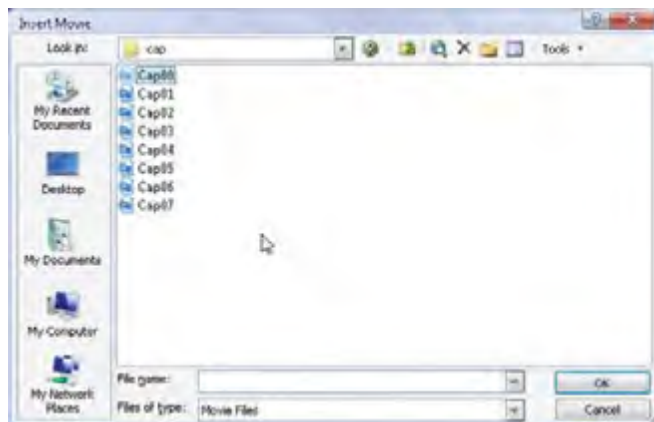 Insert Movie
Look in:
cap
Tools
My Recent
Documents
Desktop
My Documents
My Computer
My Network
Places
Cap00
Cap01
Cap02
Cap03
Cap04
Cap05
Cap06
Cap07
File name:
OK
Files of type:
Movie Files
Cancel